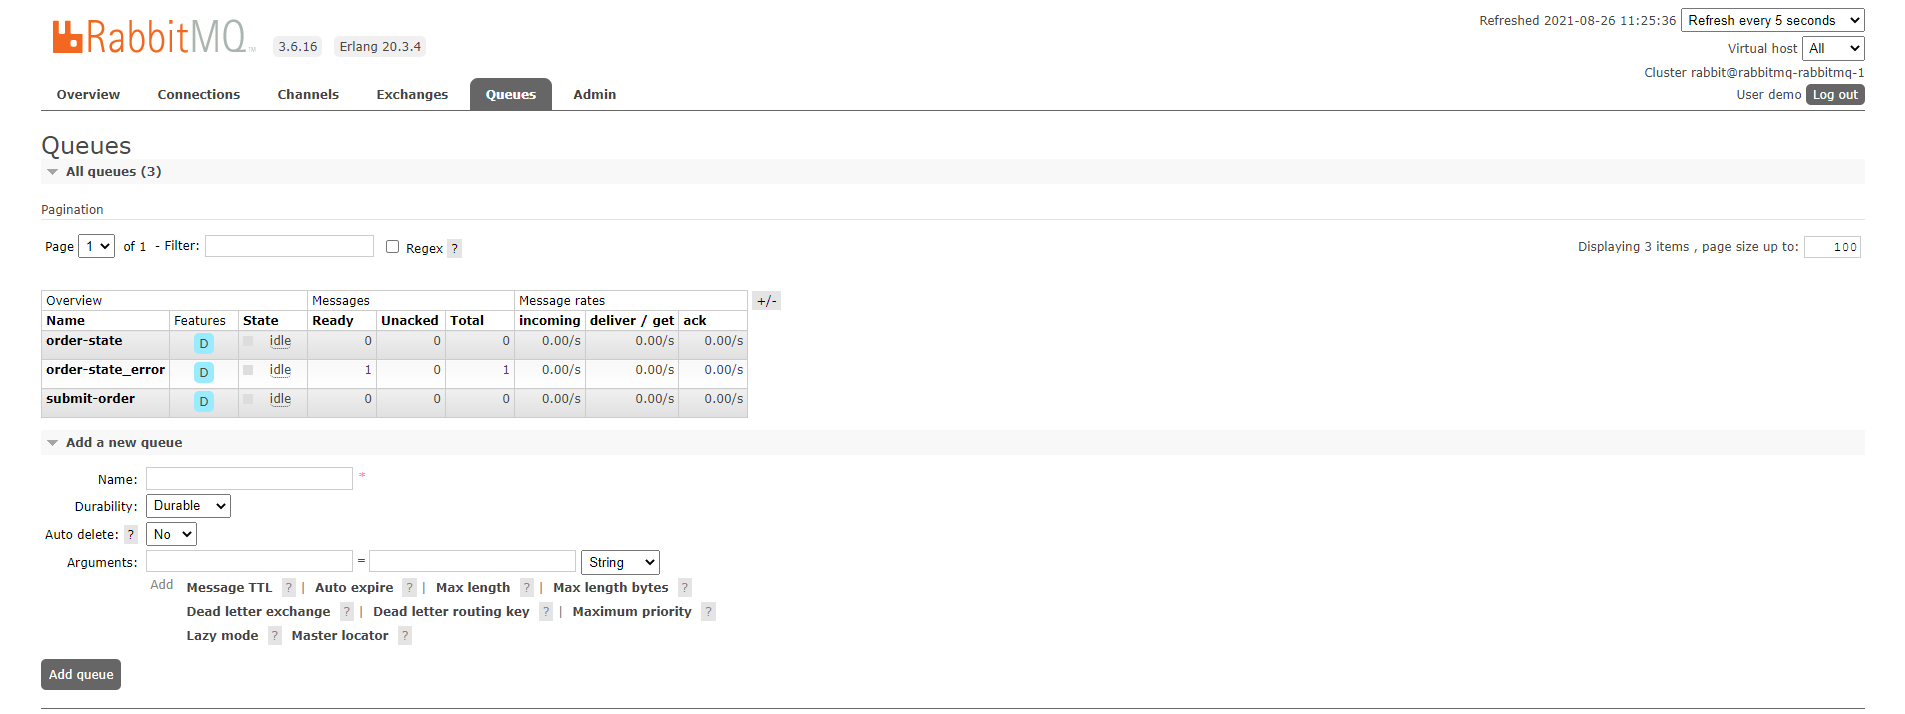 RabbitMQ TM 3.6.16 Erlang 20.3.4
Refreshed 2021-08-26 11:25:36 Refresh every 5 seconds
Virtual host All
Cluster rabbit@rabbitmq-rabbitmq-1
User demo Log out
Overview Connections Channels Exchanges Queues Admin
Queues
All queues (3)
Pagination
Page 1 of 1 - Filter: Regex ? Displaying 3 items , page size up to: 100
Overview Messages Message rates +/-
Name Features State Ready Unacked Total incoming deliver / get ack
order-state D idle 0 0 0 0.00/s 0.00/s 0.00/s
order-state_error D idle 1 0 1 0.00/s 0.00/s 0.00/s
submit-order D idle 0 0 0 0.00/s 0.00/s 0.00/s
Add a new queue
Name: *
Durability: Durable
Auto delete: ? No
Arguments: = String
Add Message TTL ? | Auto expire ? | Max length ? | Max length bytes ?
Dead letter exchange ? | Dead letter routing key ? | Maximum priority ?
Lazy mode ? Master locator ?
Add queue